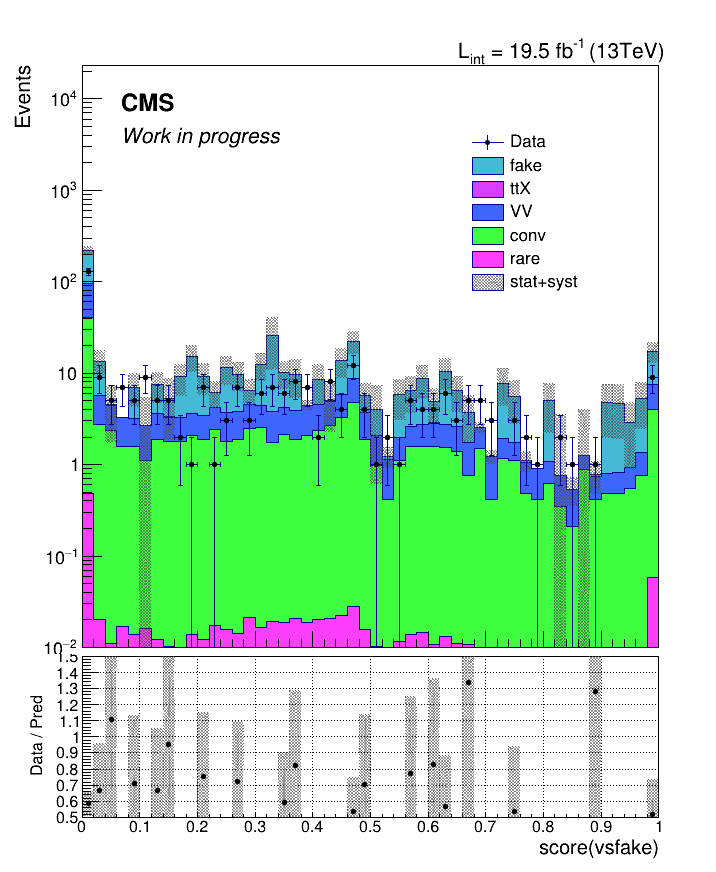 L_int = 19.5 fb^-1 (13TeV)
Events
CMS
Work in progress
Data
fake
ttX
VV
conv
rare
stat+syst
10^4
10^3
10^2
10
1
10^−1
10^−2
Data / Pred
1.5
1.4
1.3
1.2
1.1
1
0.9
0.8
0.7
0.6
0.5
0 0.1 0.2 0.3 0.4 0.5 0.6 0.7 0.8 0.9 1
score(vsfake)